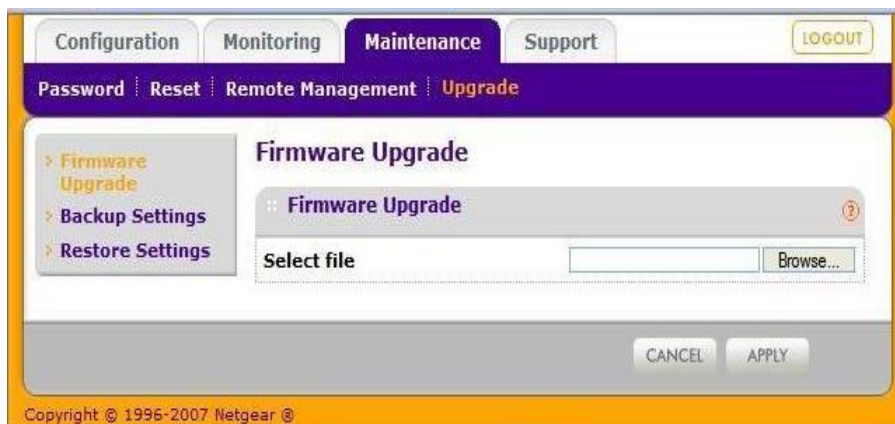 Configuration Monitoring Maintenance Support LOGOUT
Password Reset Remote Management Upgrade
Firmware Upgrade
Backup Settings
Restore Settings
Firmware Upgrade
Firmware Upgrade ?
Select file Browse...
CANCEL APPLY
Copyright © 1996-2007 Netgear ®